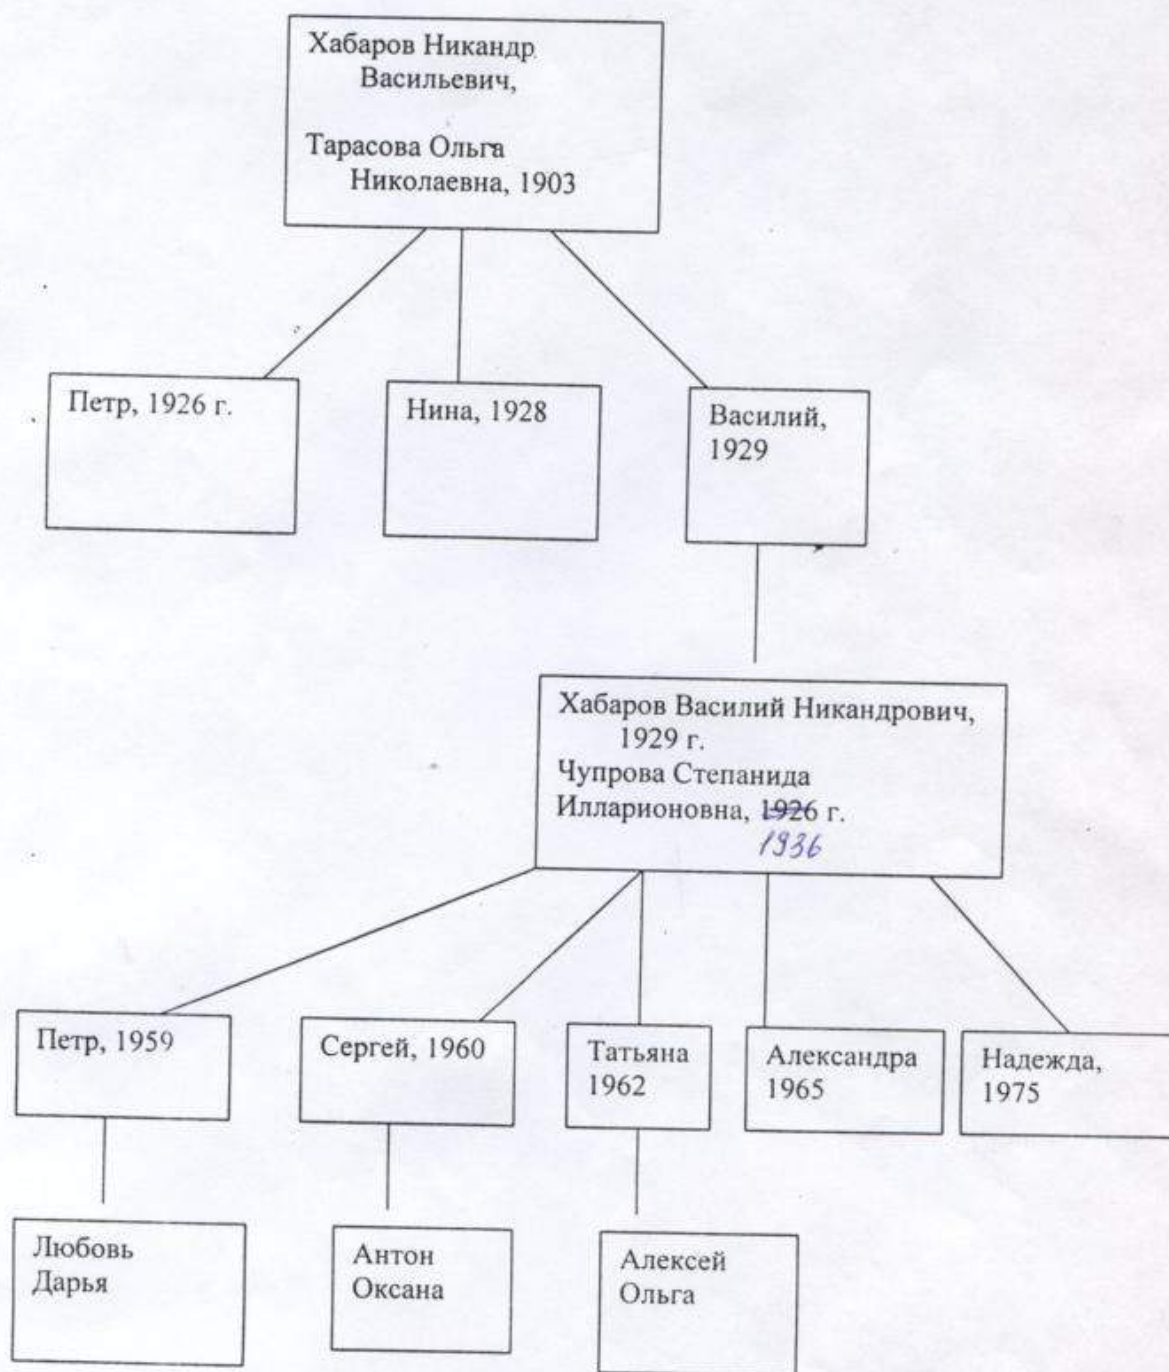 Хабаров Никандр
Васильевич,
Тарасова Ольга
Николаевна, 1903
Петр, 1926 г.
Нина, 1928
Василий,
1929
Хабаров Василий Никандрович,
1929 г.
Чупрова Степанида
Илларионовна, 1926 г.
1936
Петр, 1959
Сергей, 1960
Татьяна
1962
Александра
1965
Надежда,
1975
Любовь
Дарья
Антон
Оксана
Алексей
Ольга